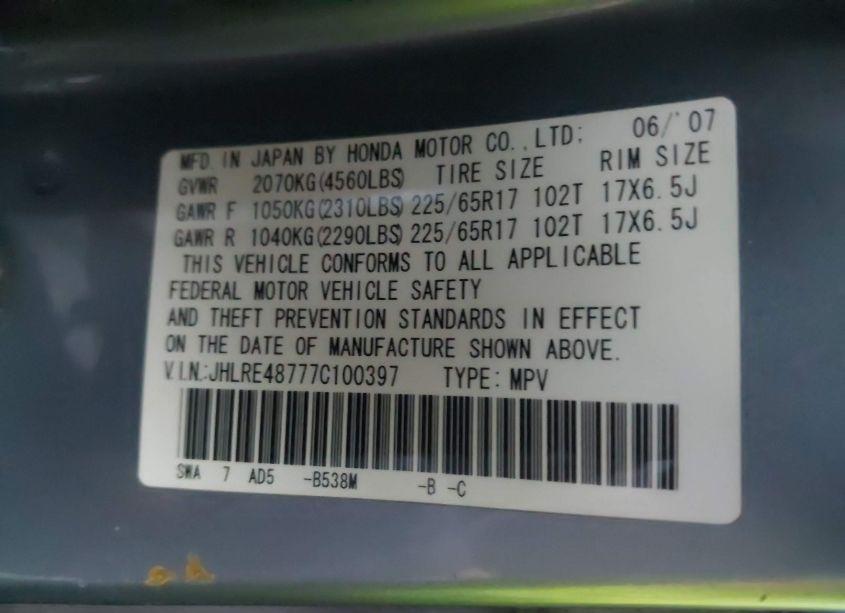 MFD. IN JAPAN BY HONDA MOTOR CO., LTD: 06/'07
GVWR 2070KG(4560LBS) TIRE SIZE RIM SIZE
GAWR F 1050KG(2310LBS) 225/65R17 102T 17X6.5J
GAWR R 1040KG(2290LBS) 225/65R17 102T 17X6.5J
THIS VEHICLE CONFORMS TO ALL APPLICABLE
FEDERAL MOTOR VEHICLE SAFETY
AND THEFT PREVENTION STANDARDS IN EFFECT
ON THE DATE OF MANUFACTURE SHOWN ABOVE.
V.I.N.:JHLRE48777C100397 TYPE: MPV
SWA 7 AD5 -B538M -B -C